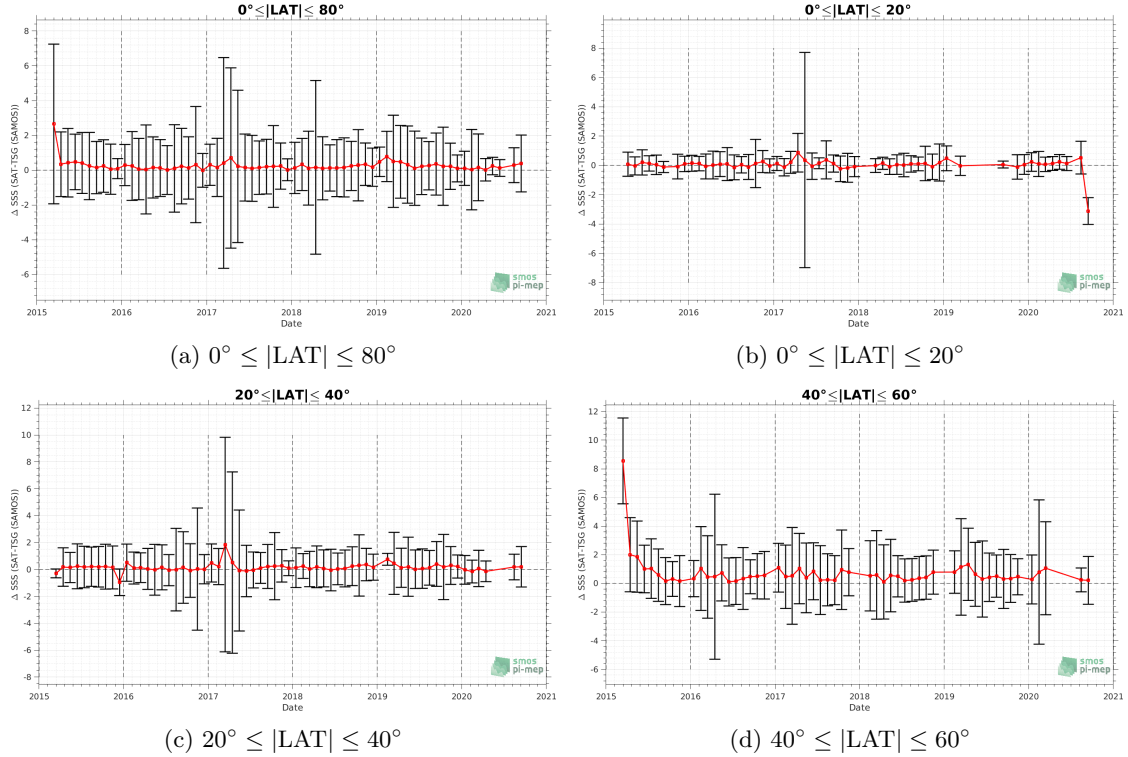 0°≤|LAT|≤ 80°
Δ SSS (SAT-TSG (SAMOS))
8
6
4
2
0
-2
-4
-6
2015 2016 2017 2018 2019 2020 2021
Date
smos
pi-mep
(a) 0° ≤ |LAT| ≤ 80°
0°≤|LAT|≤ 20°
Δ SSS (SAT-TSG (SAMOS))
8
6
4
2
0
-2
-4
-6
-8
2015 2016 2017 2018 2019 2020 2021
Date
smos
pi-mep
(b) 0° ≤ |LAT| ≤ 20°
20°≤|LAT|≤ 40°
Δ SSS (SAT-TSG (SAMOS))
12
10
8
6
4
2
0
-2
-4
-6
-8
2015 2016 2017 2018 2019 2020 2021
Date
smos
pi-mep
(c) 20° ≤ |LAT| ≤ 40°
40°≤|LAT|≤ 60°
Δ SSS (SAT-TSG (SAMOS))
12
10
8
6
4
2
0
-2
-4
-6
2015 2016 2017 2018 2019 2020 2021
Date
smos
pi-mep
(d) 40° ≤ |LAT| ≤ 60°